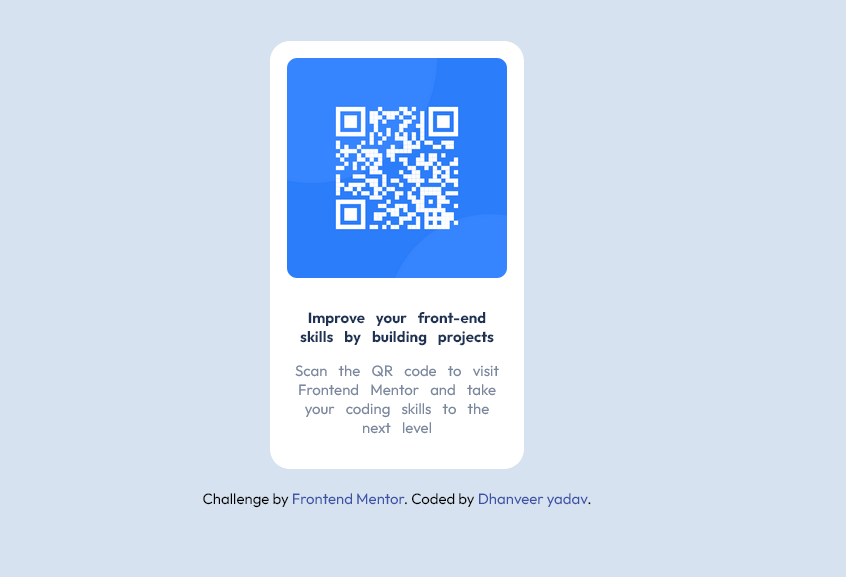 Improve your front-end
skills by building projects
Scan the QR code to visit
Frontend Mentor and take
your coding skills to the
next level
Challenge by Frontend Mentor. Coded by Dhanveer yadav.